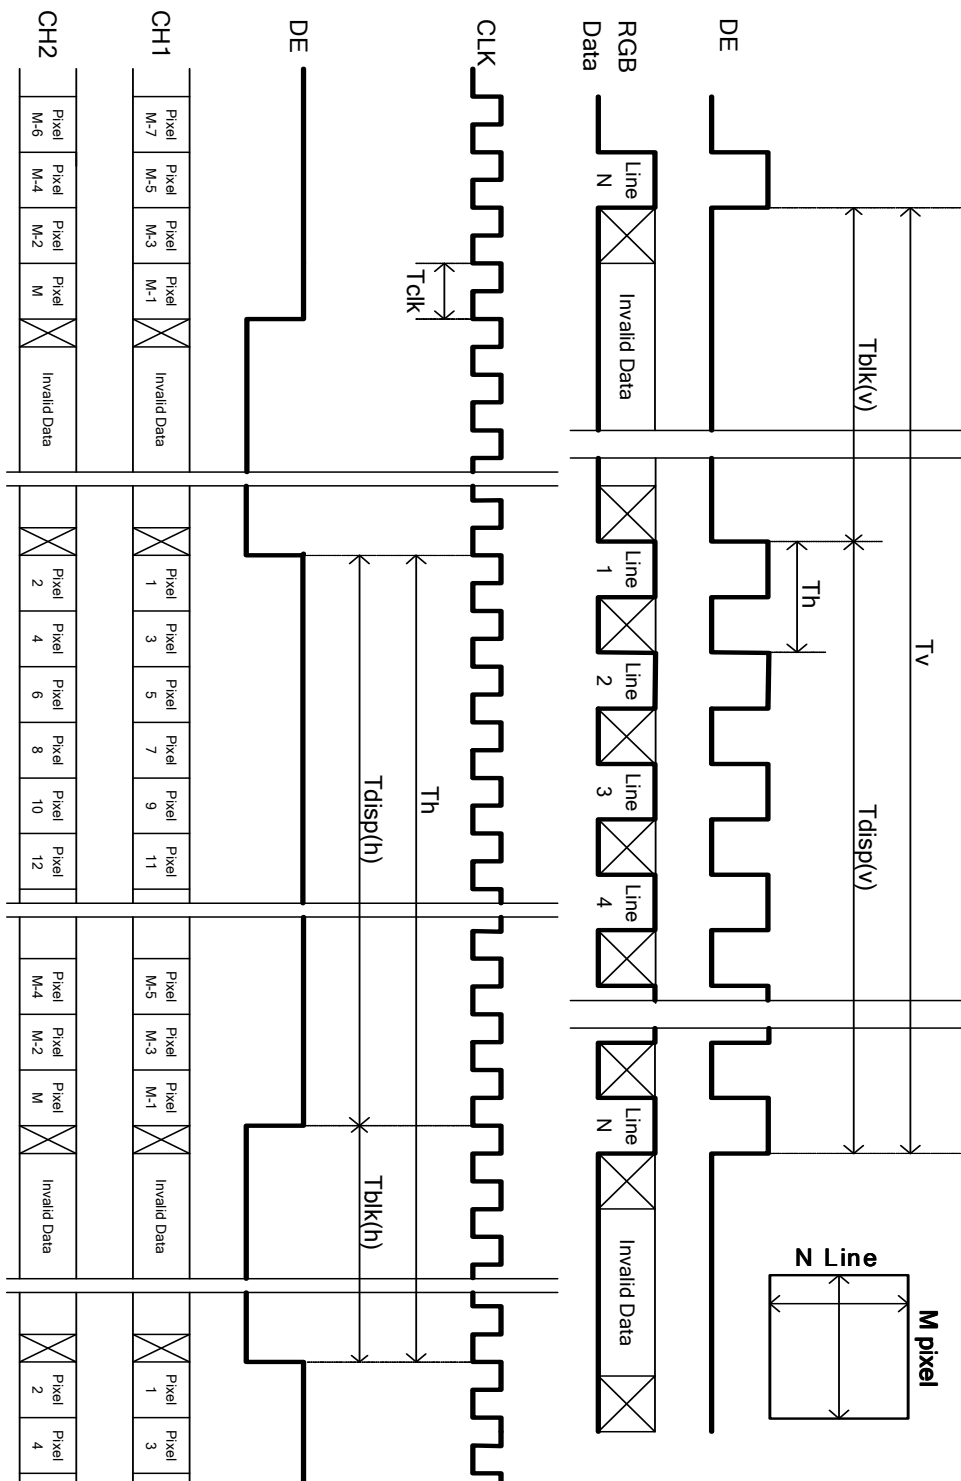 Tv
Tblk(v)
Tdisp(v)
Th
N Line
M pixel
DE
RGB
Data
Line
N
Invalid Data
Line
1
Line
2
Line
3
Line
4
Line
N
Invalid Data
CLK
Tclk
Th
Tdisp(h)
Tblk(h)
DE
CH1
Pixel
M-7
Pixel
M-5
Pixel
M-3
Pixel
M-1
Invalid Data
Pixel
1
Pixel
3
Pixel
5
Pixel
7
Pixel
9
Pixel
11
Pixel
M-5
Pixel
M-3
Pixel
M-1
Invalid Data
Pixel
1
Pixel
3
CH2
Pixel
M-6
Pixel
M-4
Pixel
M-2
Pixel
M
Invalid Data
Pixel
2
Pixel
4
Pixel
6
Pixel
8
Pixel
10
Pixel
12
Pixel
M-4
Pixel
M-2
Pixel
M
Invalid Data
Pixel
2
Pixel
4